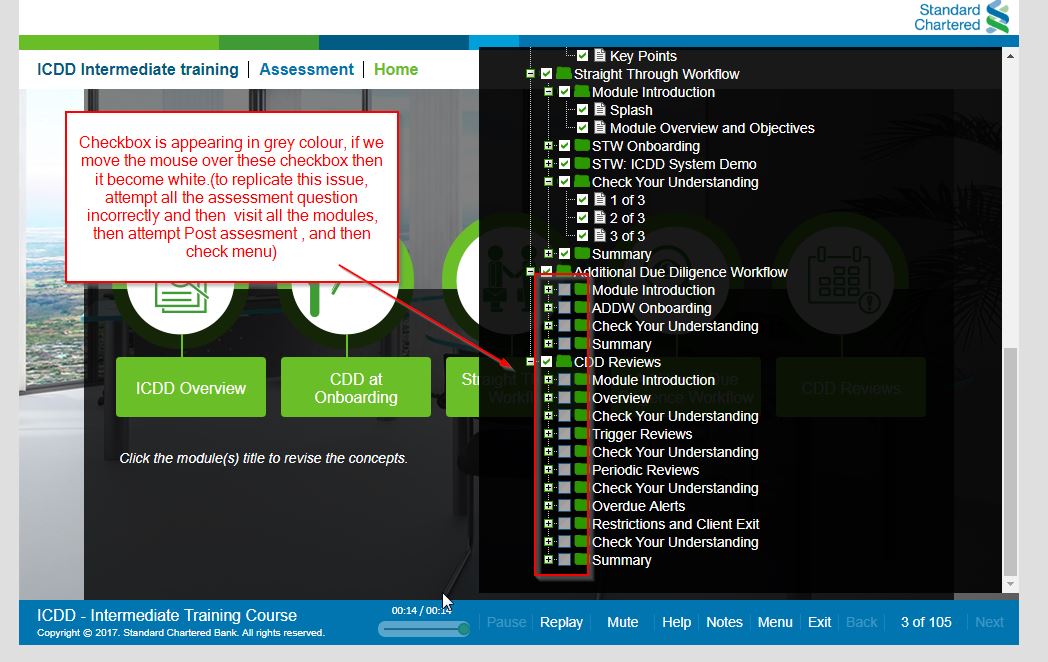 Standard
Chartered
ICDD Intermediate training | Assessment | Home
Checkbox is appearing in grey colour, if we
move the mouse over these checkbox then
it become white.(to replicate this issue,
attempt all the assessment question
incorrectly and then visit all the modules,
then attempt Post assesment , and then
check menu)
Key Points
Straight Through Workflow
Module Introduction
Splash
Module Overview and Objectives
STW Onboarding
STW: ICDD System Demo
Check Your Understanding
1 of 3
2 of 3
3 of 3
Summary
Additional Due Diligence Workflow
Module Introduction
ADDW Onboarding
Check Your Understanding
Summary
CDD Reviews
Module Introduction
Overview
Check Your Understanding
Trigger Reviews
Check Your Understanding
Periodic Reviews
Check Your Understanding
Overdue Alerts
Restrictions and Client Exit
Check Your Understanding
Summary
ICDD Overview
CDD at
Onboarding
Straight T
Workfl
Due
ence Workflow
CDD Reviews
Click the module(s) title to revise the concepts.
ICDD - Intermediate Training Course
Copyright © 2017. Standard Chartered Bank. All rights reserved.
00:14 / 00:14
Pause
Replay
Mute
Help
Notes
Menu
Exit
Back
3 of 105
Next